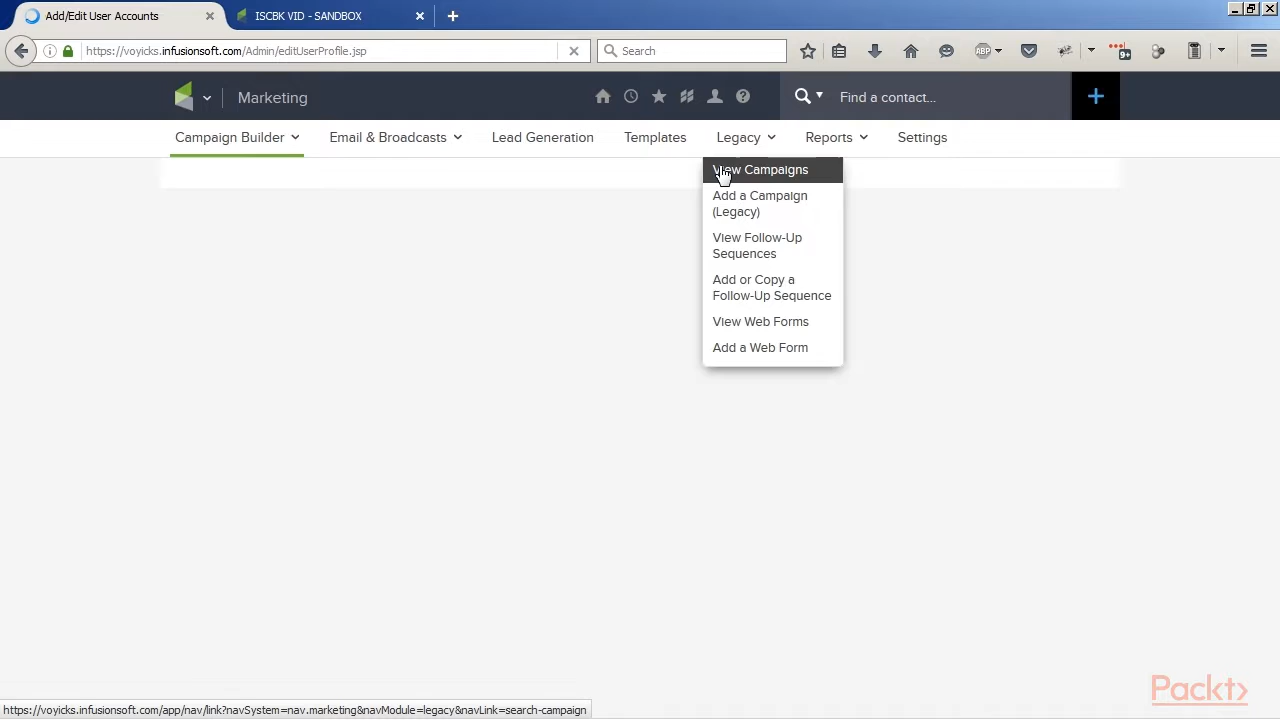 Add/Edit User Accounts
ISCBK VID - SANDBOX
https://voyicks.infusionsoft.com/Admin/editUserProfile.jsp
Search
ABP
9+
Marketing
Find a contact...
Campaign Builder
Email & Broadcasts
Lead Generation
Templates
Legacy
Reports
Settings
View Campaigns
Add a Campaign
(Legacy)
View Follow-Up
Sequences
Add or Copy a
Follow-Up Sequence
View Web Forms
Add a Web Form
Packt
https://voyicks.infusionsoft.com/app/nav/link?navSystem=nav.marketing&navModule=legacy&navLink=search-campaign